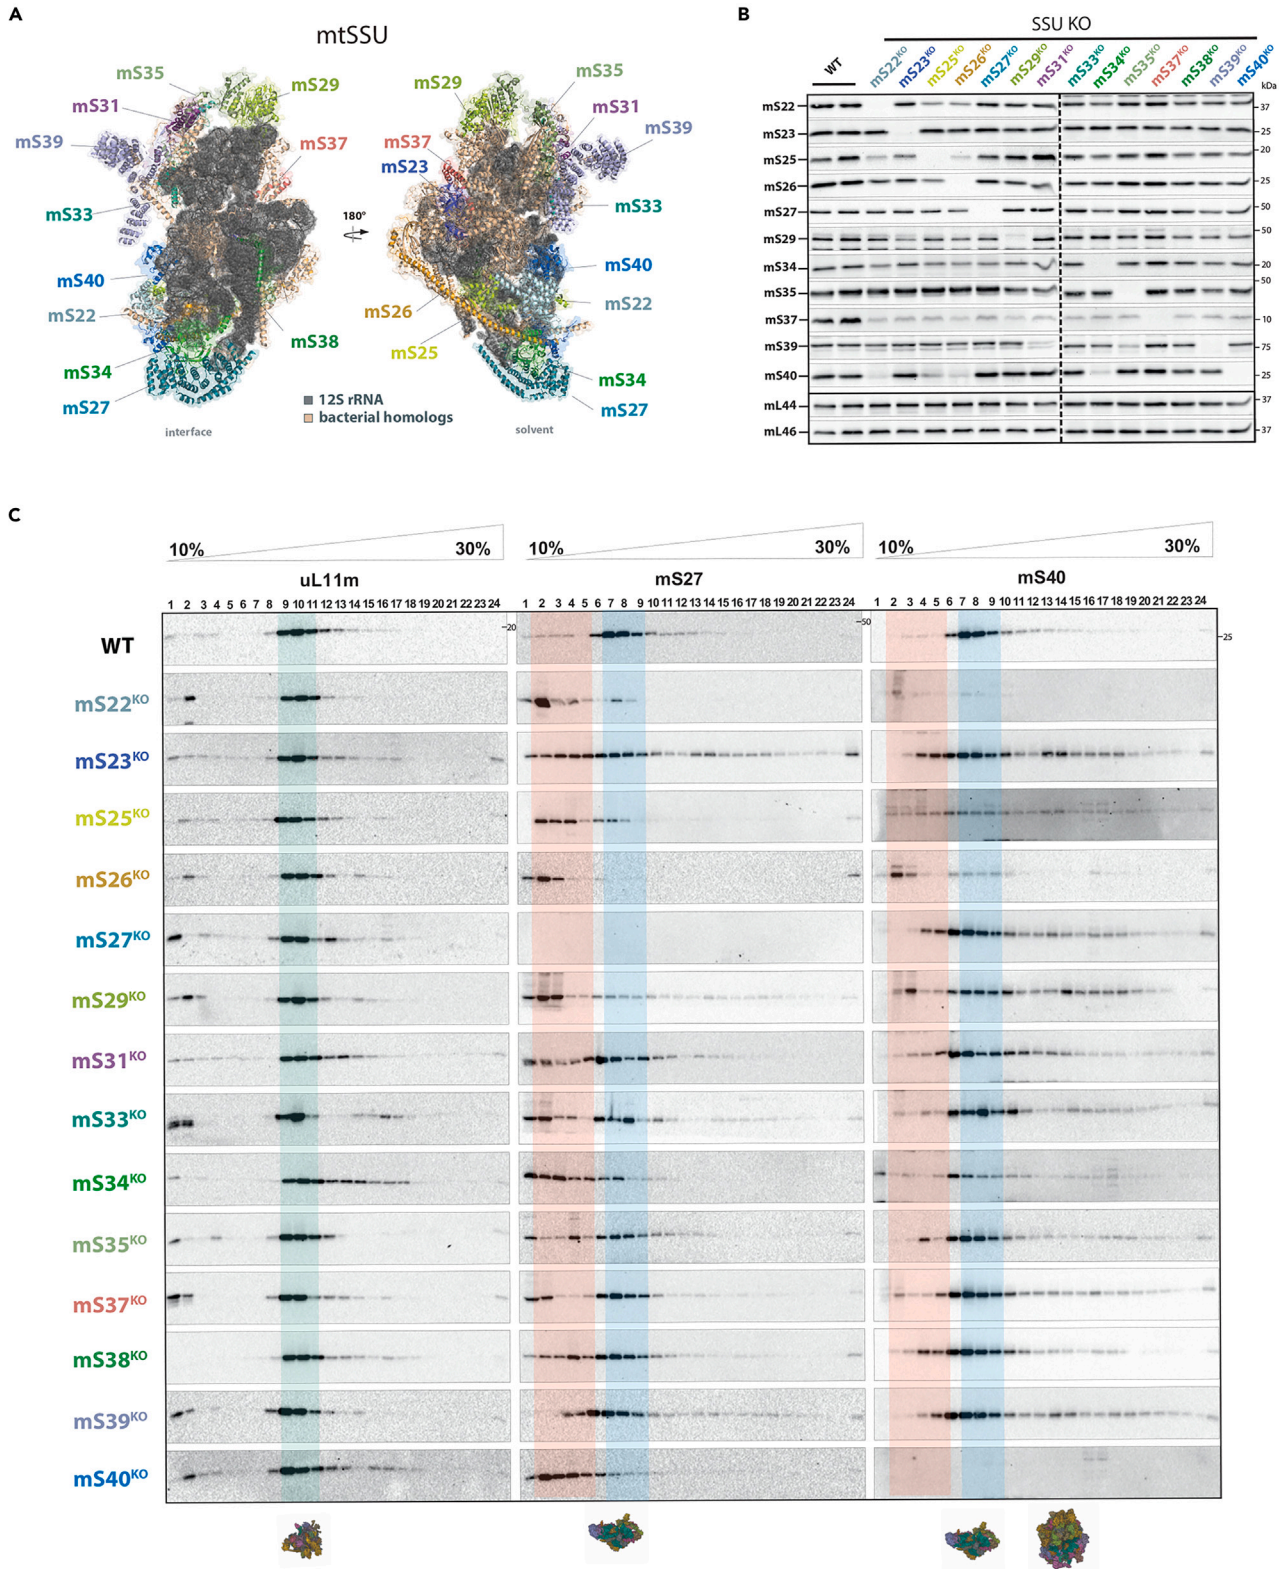 A
mtSSU
mS35
mS31
mS29
mS39
mS37
mS33
mS40
mS22
mS38
mS34
mS27
interface
180°
12S rRNA
bacterial homologs
mS29
mS35
mS31
mS39
mS37
mS23
mS33
mS40
mS26
mS22
mS25
mS34
mS27
solvent
B
SSU KO
WT mS22KO mS23KO mS25KO mS26KO mS27KO mS29KO mS31KO mS33KO mS34KO mS35KO mS37KO mS38KO mS39KO mS40KO
kDa
mS22 37
mS23 25
mS25 20
mS26 25
mS27 50
mS29 50
mS34 20
mS35 50
mS37 10
mS39 75
mS40 25
mL44 37
mL46 37
C
10% 30% 10% 30% 10% 30%
uL11m mS27 mS40
1 2 3 4 5 6 7 8 9 10 11 12 13 14 15 16 17 18 19 20 21 22 23 24 1 2 3 4 5 6 7 8 9 10 11 12 13 14 15 16 17 18 19 20 21 22 23 24 1 2 3 4 5 6 7 8 9 10 11 12 13 14 15 16 17 18 19 20 21 22 23 24
WT 20 50 25
mS22KO
mS23KO
mS25KO
mS26KO
mS27KO
mS29KO
mS31KO
mS33KO
mS34KO
mS35KO
mS37KO
mS38KO
mS39KO
mS40KO